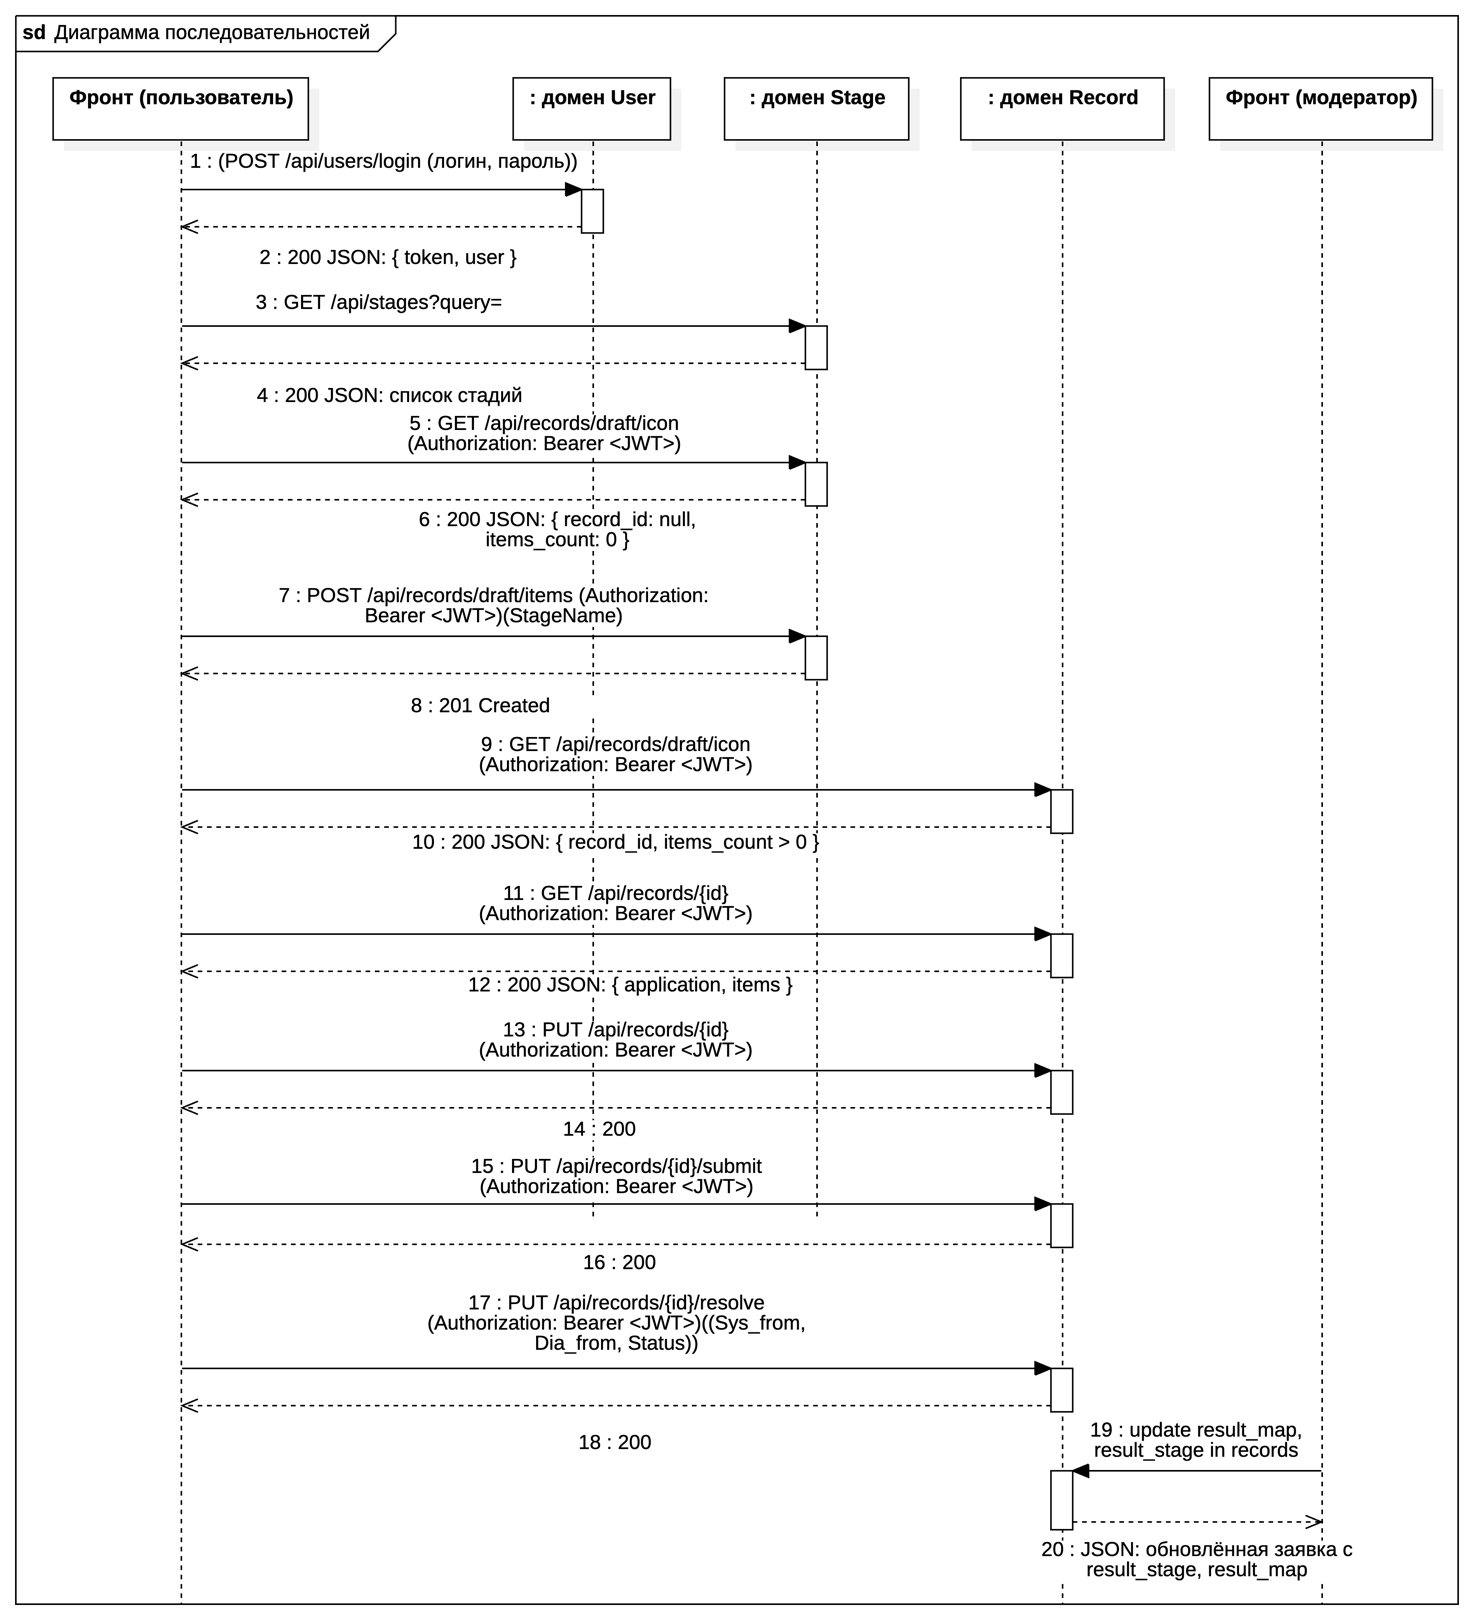 sd Диаграмма последовательностей
Фронт (пользователь)
: домен User
: домен Stage
: домен Record
Фронт (модератор)
1 : (POST /api/users/login (логин, пароль))
2 : 200 JSON: { token, user }
3 : GET /api/stages?query=
4 : 200 JSON: список стадий
5 : GET /api/records/draft/icon
(Authorization: Bearer <JWT>)
6 : 200 JSON: { record_id: null,
items_count: 0 }
7 : POST /api/records/draft/items (Authorization:
Bearer <JWT>)(StageName)
8 : 201 Created
9 : GET /api/records/draft/icon
(Authorization: Bearer <JWT>)
10 : 200 JSON: { record_id, items_count > 0 }
11 : GET /api/records/{id}
(Authorization: Bearer <JWT>)
12 : 200 JSON: { application, items }
13 : PUT /api/records/{id}
(Authorization: Bearer <JWT>)
14 : 200
15 : PUT /api/records/{id}/submit
(Authorization: Bearer <JWT>)
16 : 200
17 : PUT /api/records/{id}/resolve
(Authorization: Bearer <JWT>)((Sys_from,
Dia_from, Status))
18 : 200
19 : update result_map,
result_stage in records
20 : JSON: обновлённая заявка с
result_stage, result_map